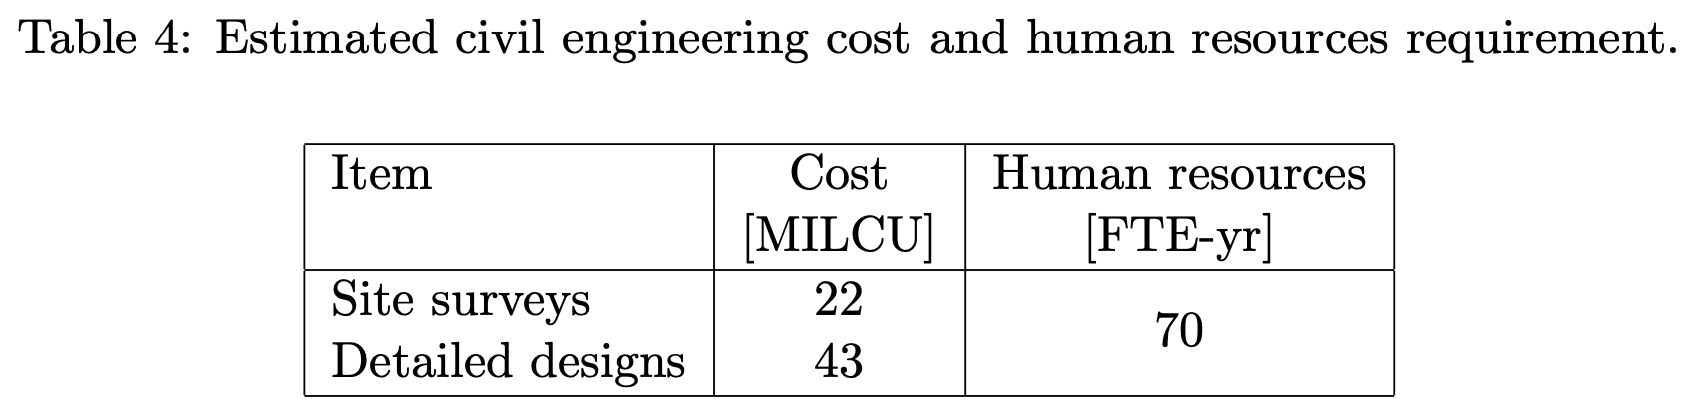 Table 4: Estimated civil engineering cost and human resources requirement.
Item Cost Human resources
[MILCU] [FTE-yr]
Site surveys 22
70
Detailed designs 43